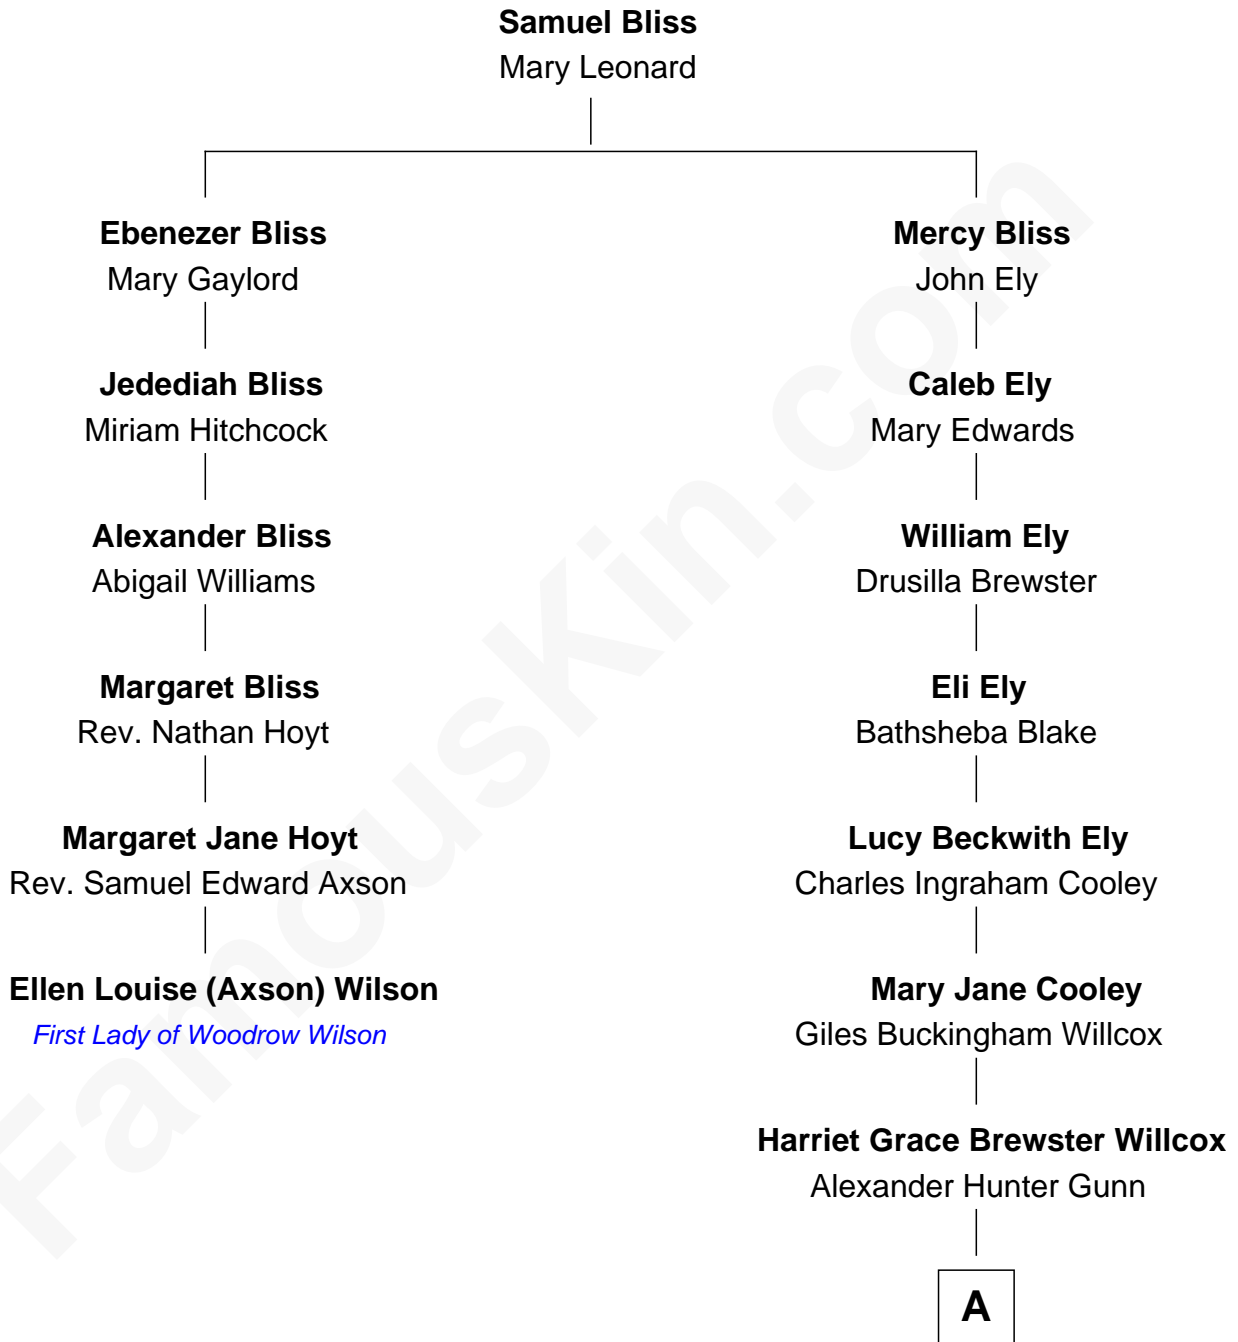 Samuel Bliss
Mary Leonard
Ebenezer Bliss
Mary Gaylord
Mercy Bliss
John Ely
Jedediah Bliss
Miriam Hitchcock
Caleb Ely
Mary Edwards
Alexander Bliss
Abigail Williams
William Ely
Drusilla Brewster
Margaret Bliss
Rev. Nathan Hoyt
Eli Ely
Bathsheba Blake
Margaret Jane Hoyt
Rev. Samuel Edward Axson
Lucy Beckwith Ely
Charles Ingraham Cooley
Ellen Louise (Axson) Wilson
First Lady of Woodrow Wilson
Mary Jane Cooley
Giles Buckingham Willcox
Harriet Grace Brewster Willcox
Alexander Hunter Gunn
A
FamousKin.com